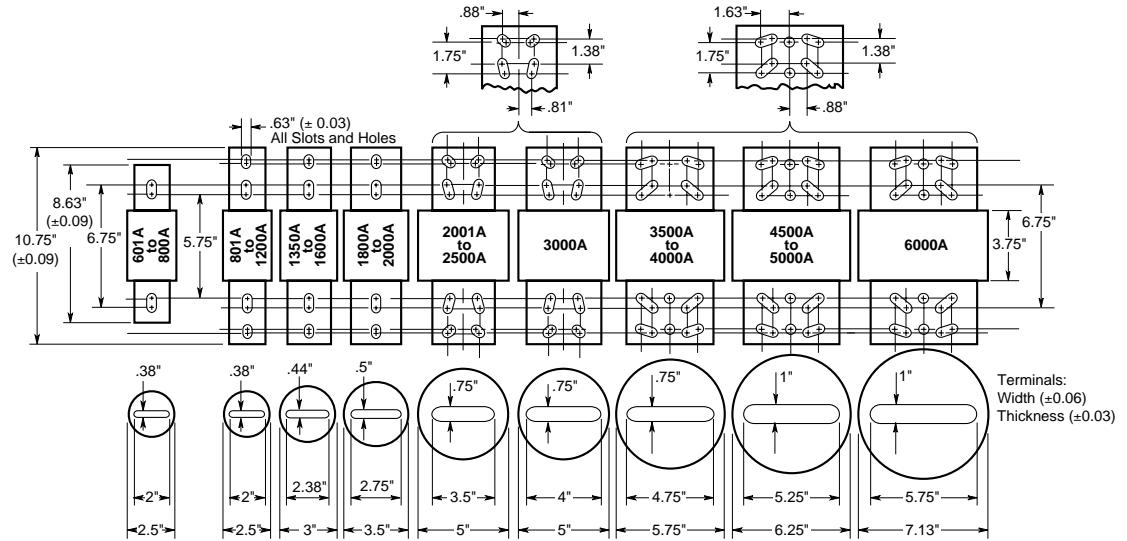 .88"
1.75"
1.38"
.81"
1.63"
1.75"
1.38"
.88"
.63" (± 0.03)
All Slots and Holes
10.75"
(±0.09)
8.63"
(±0.09)
6.75"
5.75"
601A
to
800A
801A
to
1200A
1350A
to
1600A
1800A
to
2000A
2001A
to
2500A
3000A
3500A
to
4000A
4500A
to
5000A
6000A
3.75"
6.75"
.38"
.38"
.44"
.5"
.75"
.75"
.75"
1"
1"
Terminals:
Width (±0.06)
Thickness (±0.03)
2"
2"
2.38"
2.75"
3.5"
4"
4.75"
5.25"
5.75"
2.5"
2.5"
3"
3.5"
5"
5"
5.75"
6.25"
7.13"